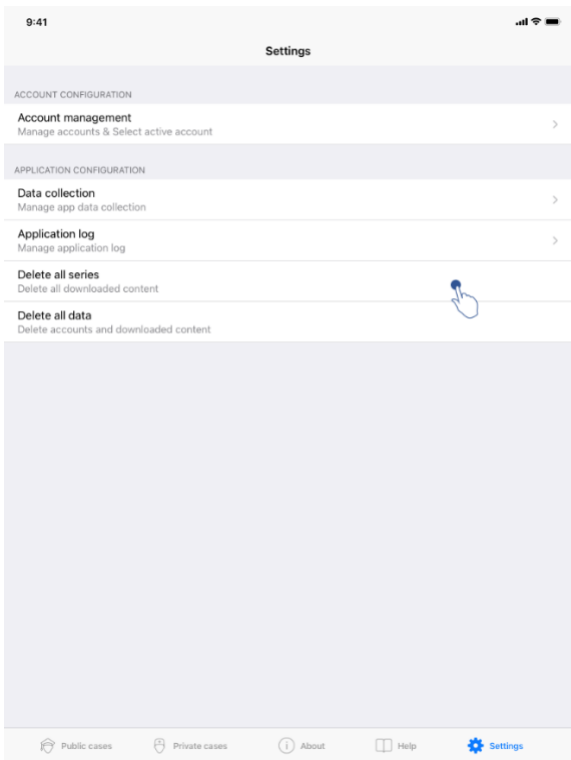 9:41
Settings
ACCOUNT CONFIGURATION
Account management
Manage accounts & Select active account
APPLICATION CONFIGURATION
Data collection
Manage app data collection
Application log
Manage application log
Delete all series
Delete all downloaded content
Delete all data
Delete accounts and downloaded content
Public cases Private cases About Help Settings